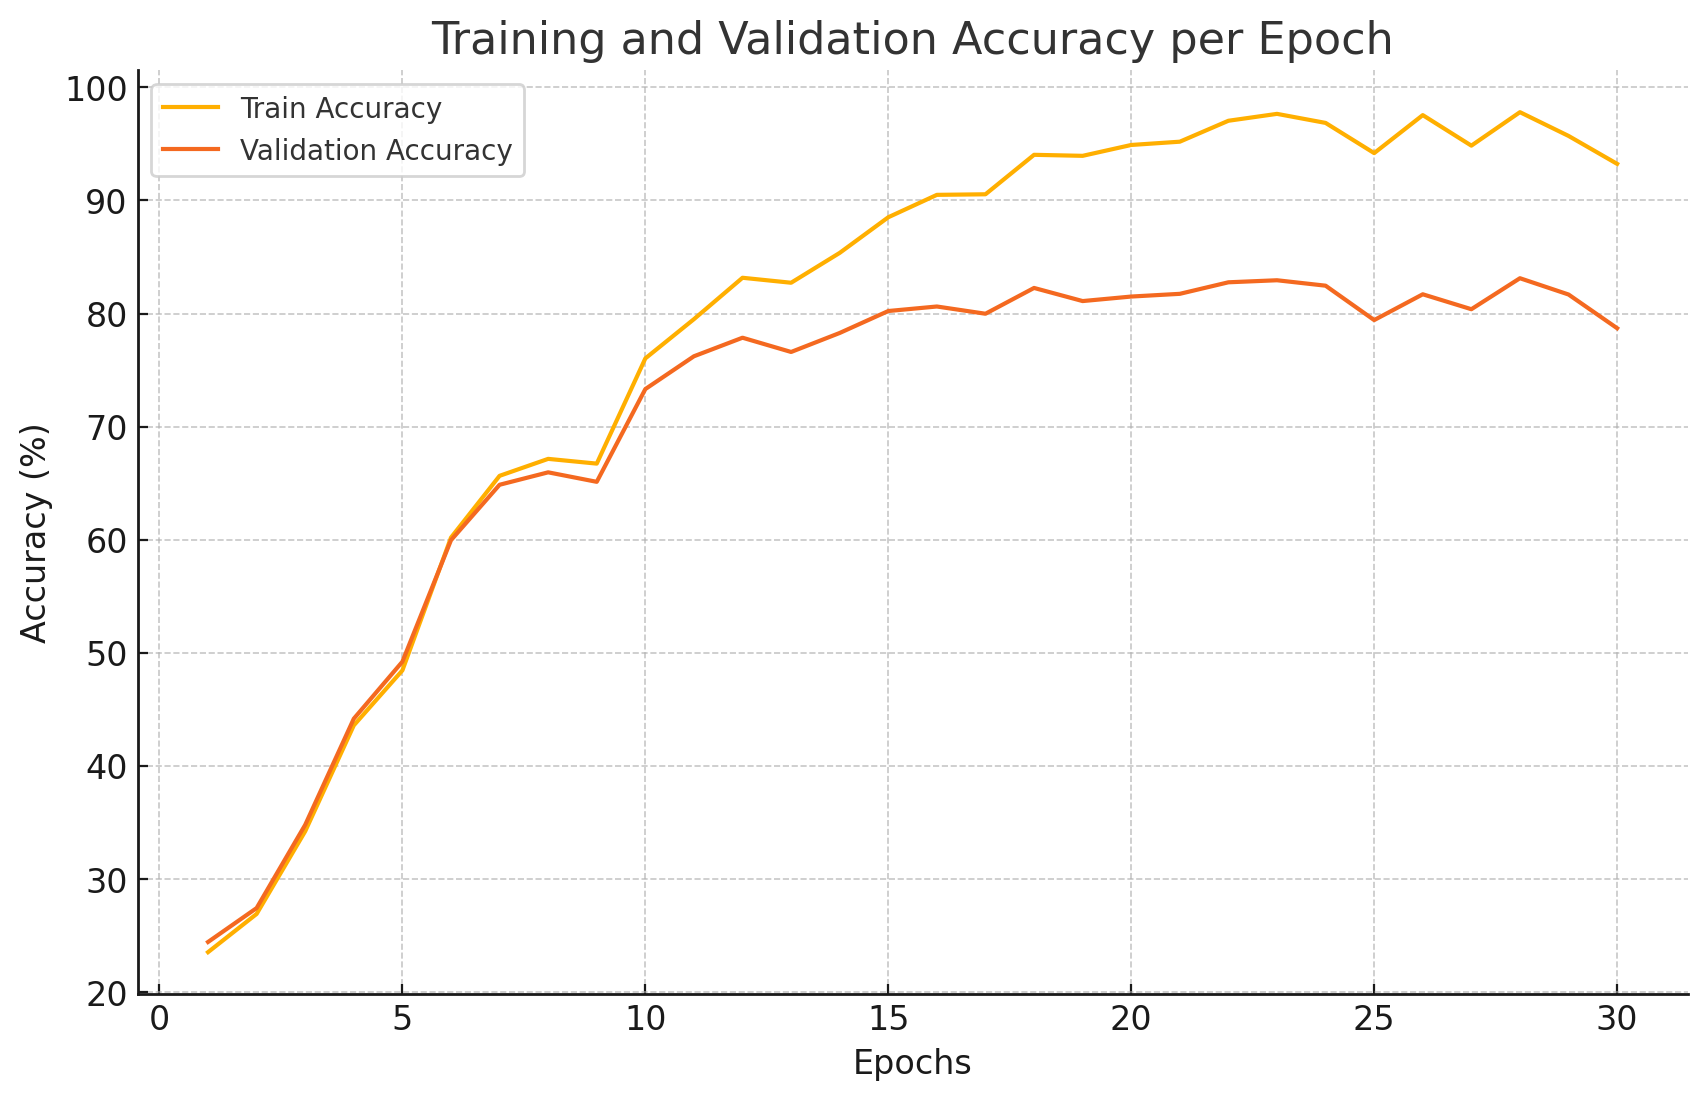 Training and Validation Accuracy per Epoch
Train Accuracy
Validation Accuracy
Accuracy (%)
100
90
80
70
60
50
40
30
20
0 5 10 15 20 25 30
Epochs